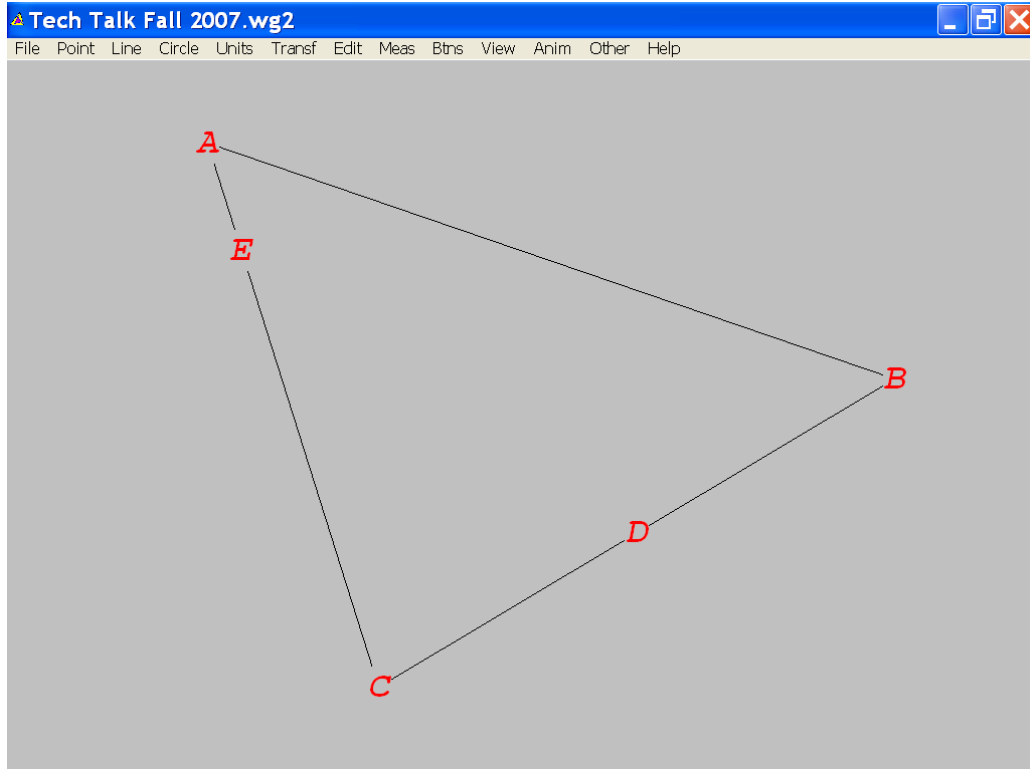 Tech Talk Fall 2007.wg2
File Point Line Circle Units Transf Edit Meas Btns View Anim Other Help
A
E
B
D
C